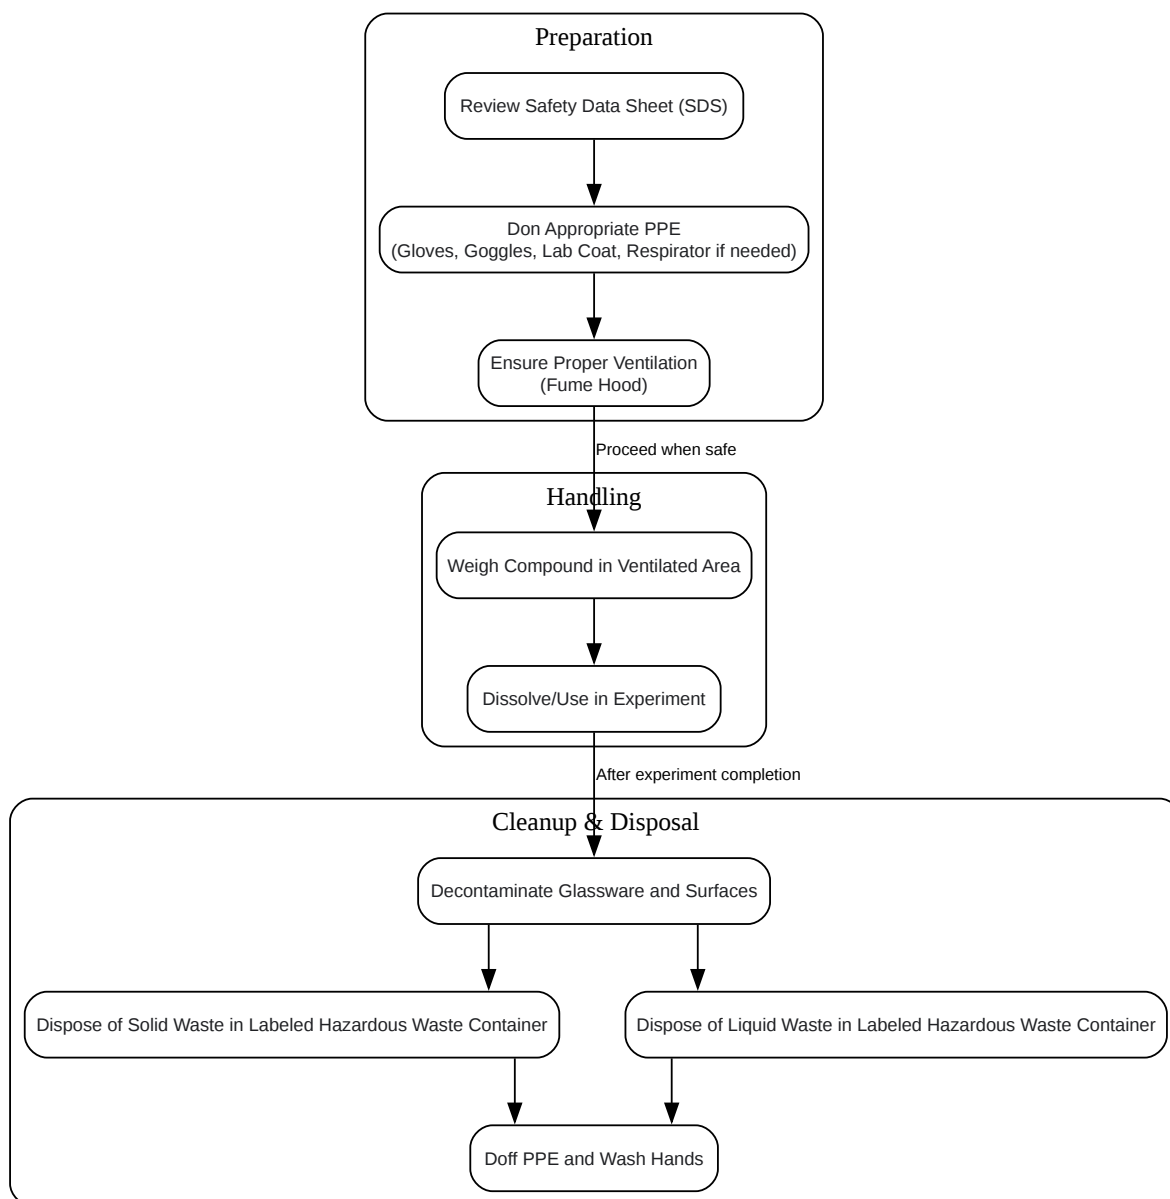 Preparation
Review Safety Data Sheet (SDS)
Don Appropriate PPE
(Gloves, Goggles, Lab Coat, Respirator if needed)
Ensure Proper Ventilation
(Fume Hood)
Proceed when safe
Handling
Weigh Compound in Ventilated Area
Dissolve/Use in Experiment
After experiment completion
Cleanup & Disposal
Decontaminate Glassware and Surfaces
Dispose of Solid Waste in Labeled Hazardous Waste Container
Dispose of Liquid Waste in Labeled Hazardous Waste Container
Doff PPE and Wash Hands